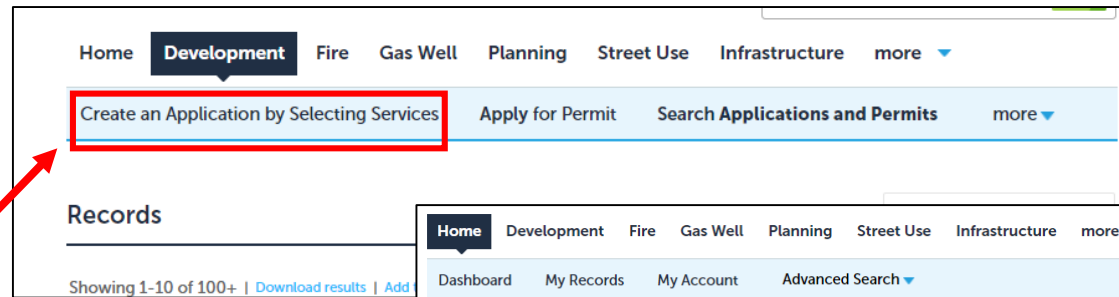 Home Development Fire Gas Well Planning Street Use Infrastructure more
Create an Application by Selecting Services Apply for Permit Search Applications and Permits more
Records
Showing 1-10 of 100+ | Download results | Add
Home Development Fire Gas Well Planning Street Use Infrastructure more
Dashboard My Records My Account Advanced Search